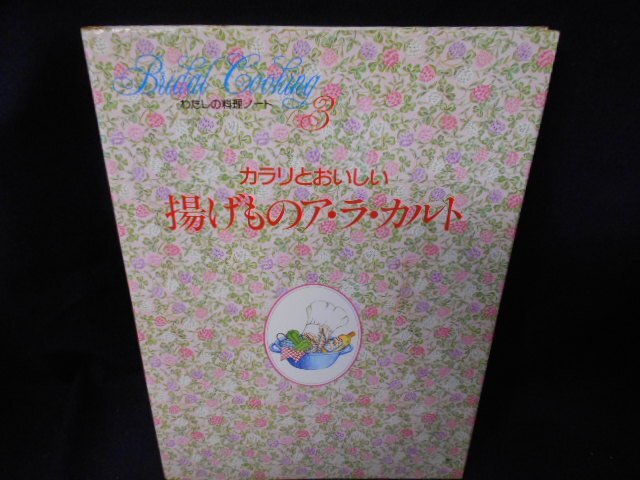 Bridal Cooking
わたしの料理ノート
3
カラリとおいしい
揚げものア・ラ・カルト